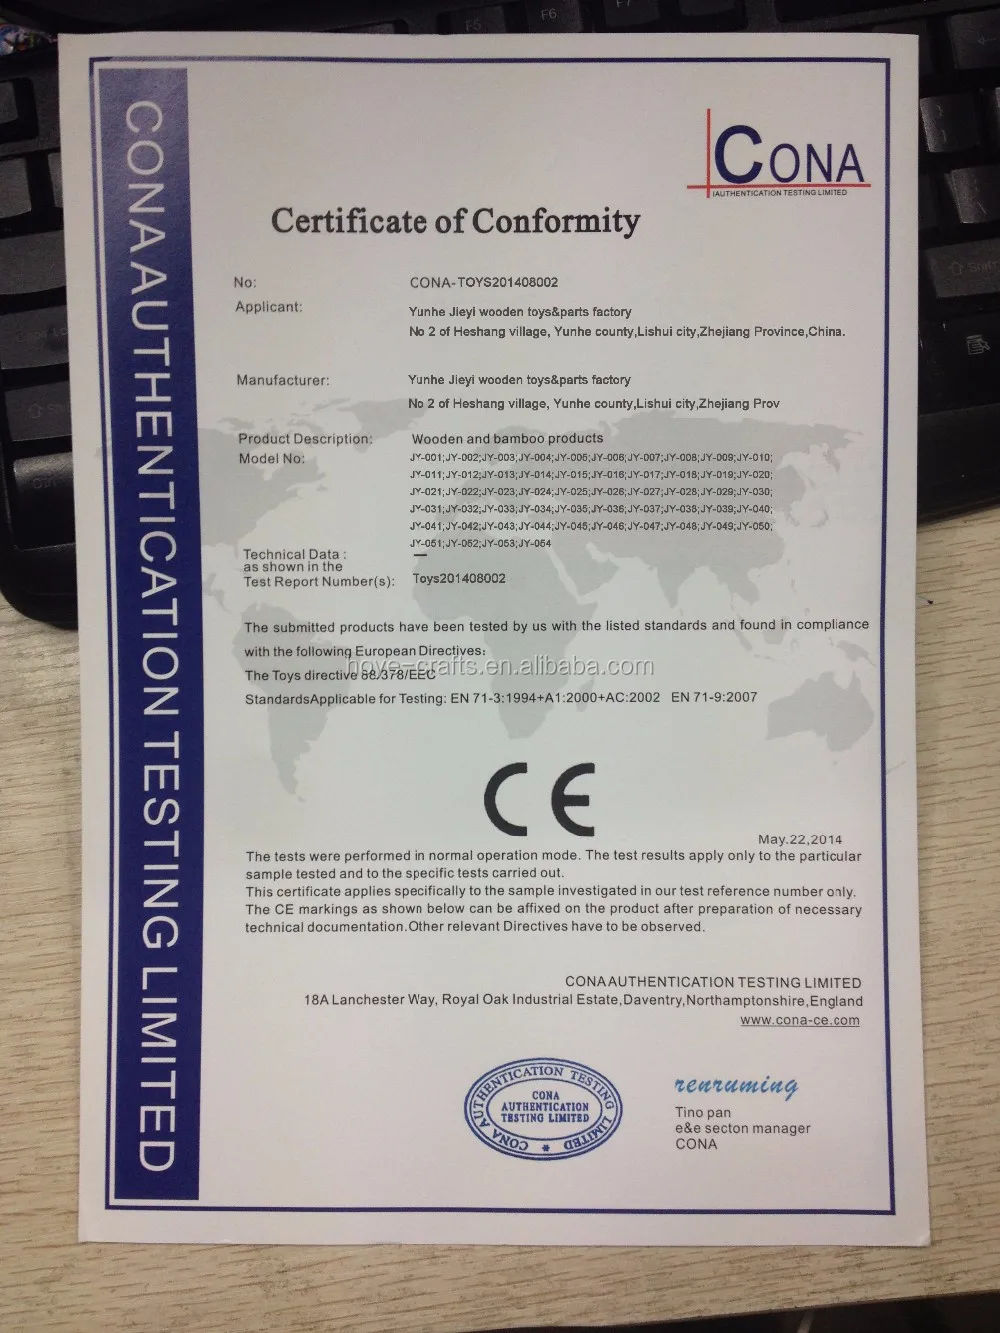 CONA AUTHENTICATION TESTING LIMITED
CONA
AUTHENTICATION TESTING LIMITED
Certificate of Conformity
No: CONA-TOYS201408002
Applicant: Yunhe Jieyi wooden toys&parts factory
No 2 of Heshang village, Yunhe county,Lishui city,Zhejiang Province,China.
Manufacturer: Yunhe Jieyi wooden toys&parts factory
No 2 of Heshang village, Yunhe county,Lishui city,Zhejiang Prov
Product Description: Wooden and bamboo products
Model No: JY-001;JY-002;JY-003;JY-004;JY-005;JY-006;JY-007;JY-008;JY-009;JY-010;
JY-011;JY-012;JY-013;JY-014;JY-015;JY-016;JY-017;JY-018;JY-019;JY-020;
JY-021;JY-022;JY-023;JY-024;JY-025;JY-026;JY-027;JY-028;JY-029;JY-030;
JY-031;JY-032;JY-033;JY-034;JY-035;JY-036;JY-037;JY-038;JY-039;JY-040;
JY-041;JY-042;JY-043;JY-044;JY-045;JY-046;JY-047;JY-048;JY-049;JY-050;
JY-051;JY-052;JY-053;JY-054
Technical Data : —
as shown in the
Test Report Number(s): Toys201408002
The submitted products have been tested by us with the listed standards and found in compliance
with the following European Directives:
hove-crafts.en.alibaba.com
The Toys directive 88/378/EEC
StandardsApplicable for Testing: EN 71-3:1994+A1:2000+AC:2002 EN 71-9:2007
CE
May.22,2014
The tests were performed in normal operation mode. The test results apply only to the particular
sample tested and to the specific tests carried out.
This certificate applies specifically to the sample investigated in our test reference number only.
The CE markings as shown below can be affixed on the product after preparation of necessary
technical documentation.Other relevant Directives have to be observed.
CONA AUTHENTICATION TESTING LIMITED
18A Lanchester Way, Royal Oak Industrial Estate,Daventry,Northamptonshire,England
www.cona-ce.com
CONA AUTHENTICATION TESTING LIMITED
CONA
AUTHENTICATION
TESTING LIMITED
renruming
Tino pan
e&e secton manager
CONA